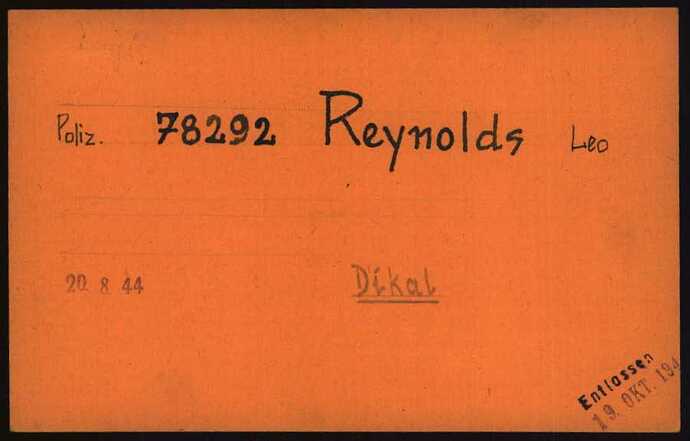 Poliz. 78292 Reynolds Leo
20. 8. 44 Dikal
Entlassen
19. OKT. 194